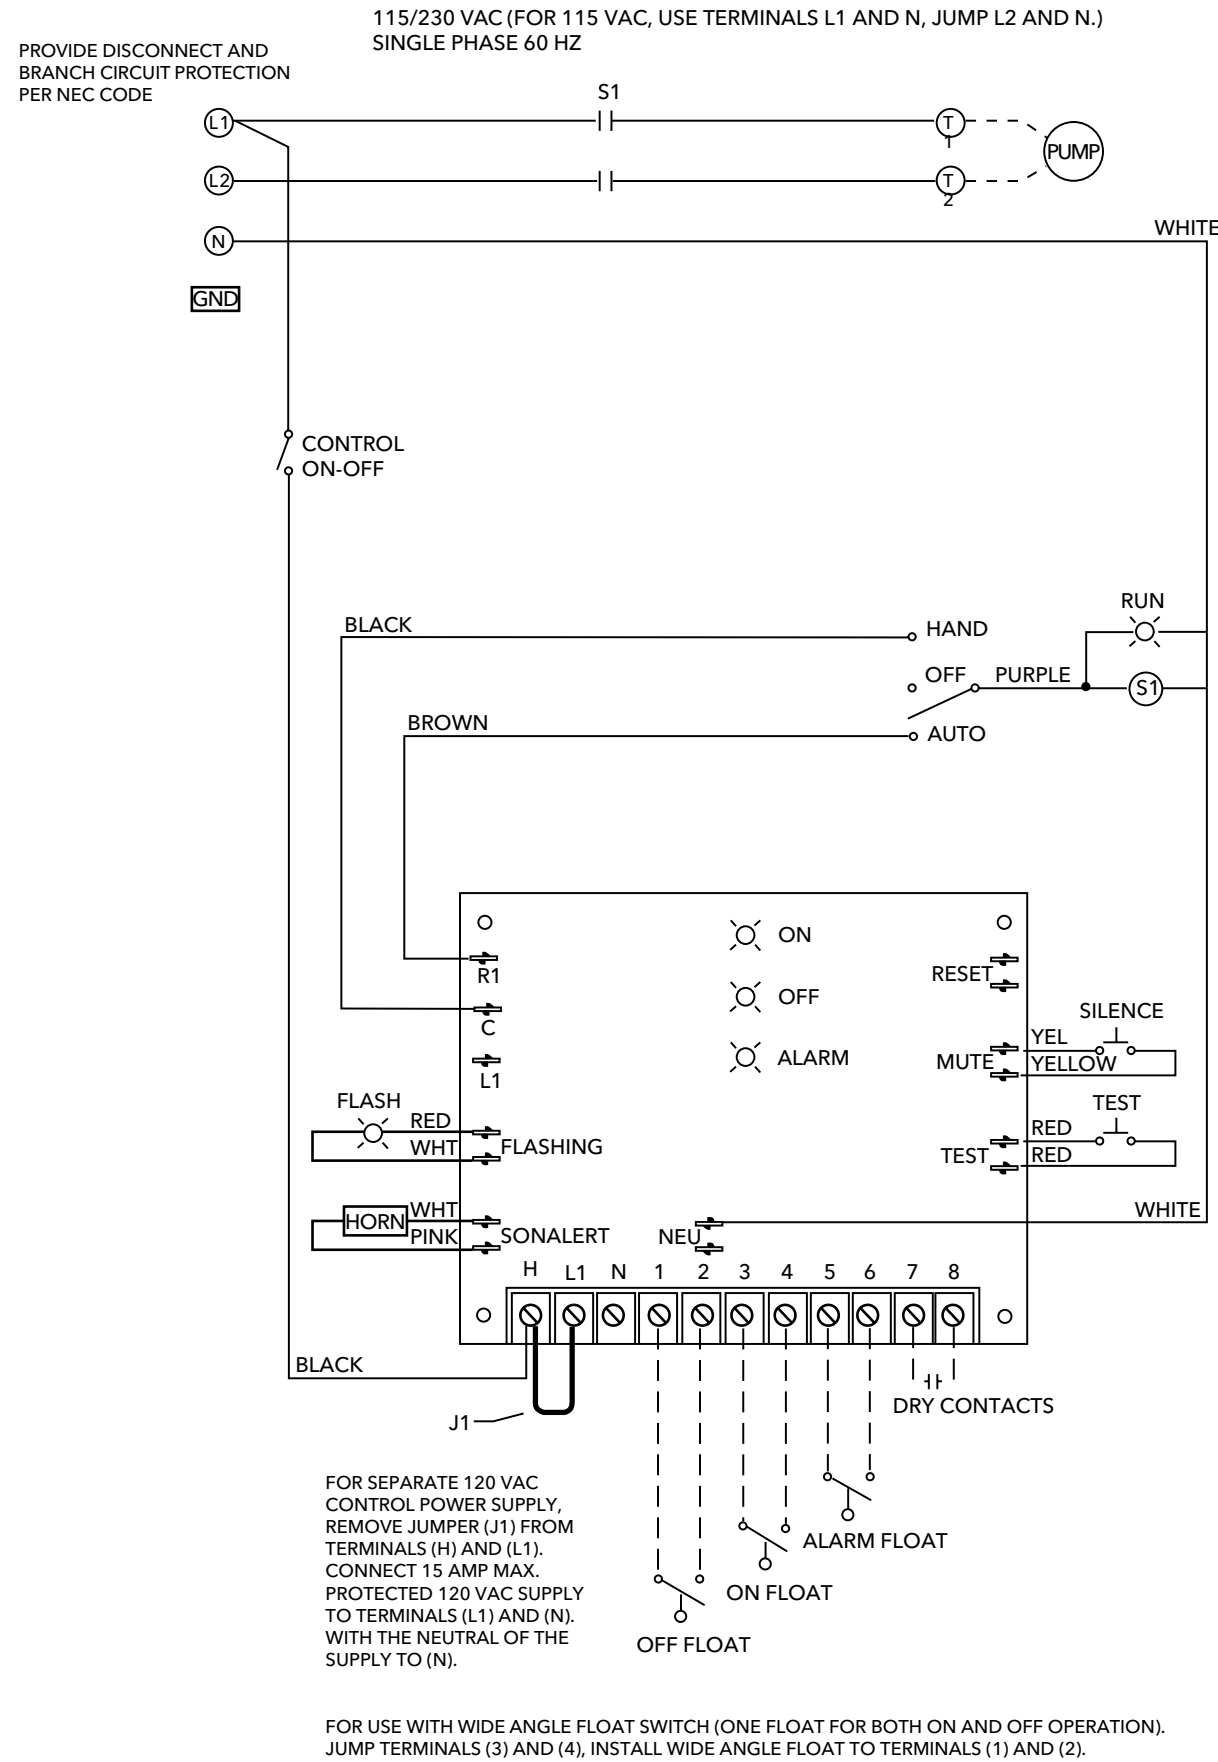 115/230 VAC (FOR 115 VAC, USE TERMINALS L1 AND N, JUMP L2 AND N.)
SINGLE PHASE 60 HZ
PROVIDE DISCONNECT AND
BRANCH CIRCUIT PROTECTION
PER NEC CODE
S1
L1
T
1
PUMP
L2
T
2
WHITE
N
GND
CONTROL
ON-OFF
RUN
BLACK
HAND
OFF
PURPLE
S1
BROWN
AUTO
ON
R1
RESET
OFF
SILENCE
C
YEL
ALARM
MUTE
YELLOW
L1
FLASH
TEST
RED
RED
WHT
FLASHING
TEST
RED
WHT
WHITE
HORN
PINK
SONALERT
NEU
H L1 N 1 2 3 4 5 6 7 8
BLACK
DRY CONTACTS
J1
FOR SEPARATE 120 VAC
CONTROL POWER SUPPLY,
REMOVE JUMPER (J1) FROM
TERMINALS (H) AND (L1).
CONNECT 15 AMP MAX.
PROTECTED 120 VAC SUPPLY
TO TERMINALS (L1) AND (N).
WITH THE NEUTRAL OF THE
SUPPLY TO (N).
ALARM FLOAT
ON FLOAT
OFF FLOAT
FOR USE WITH WIDE ANGLE FLOAT SWITCH (ONE FLOAT FOR BOTH ON AND OFF OPERATION).
JUMP TERMINALS (3) AND (4), INSTALL WIDE ANGLE FLOAT TO TERMINALS (1) AND (2).